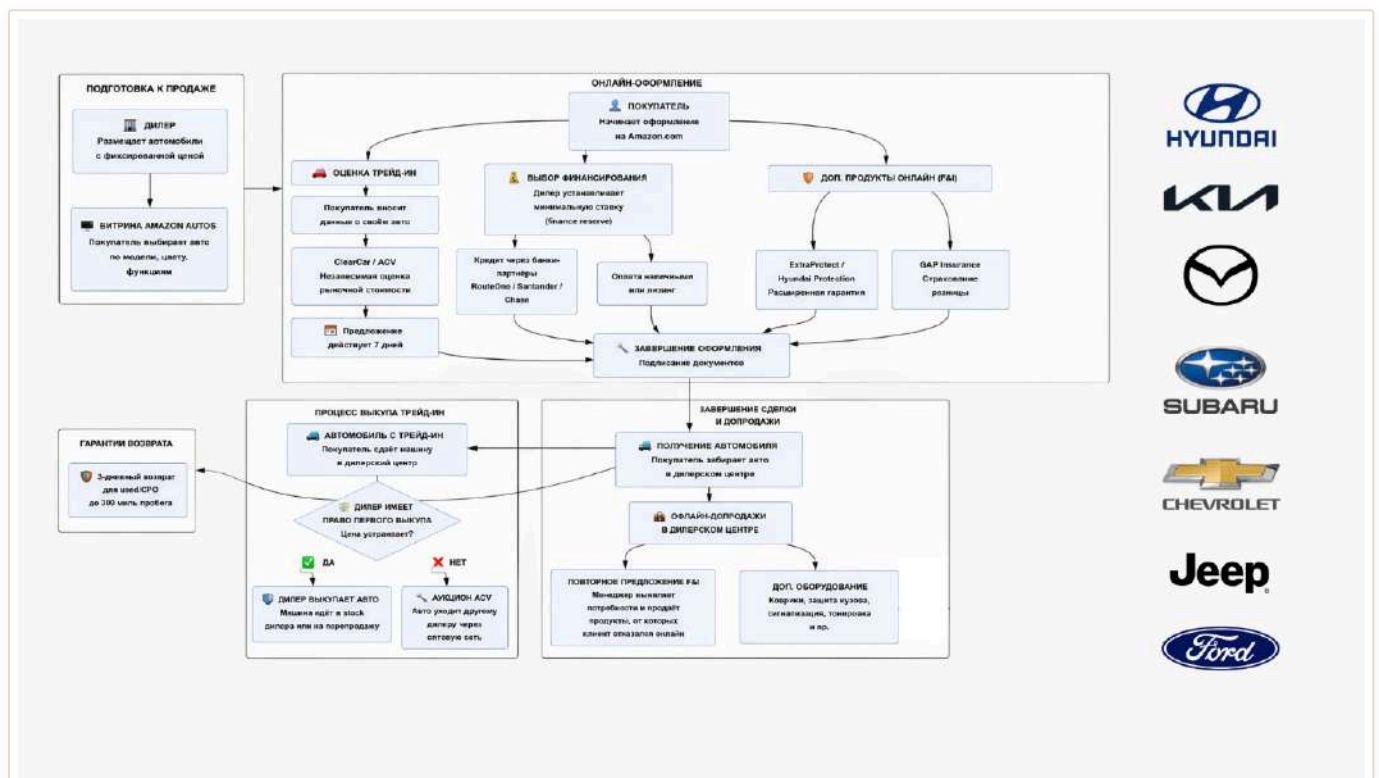 ПОДГОТОВКА К ПРОДАЖЕ
ДИЛЕР
Размещает автомобили
с фиксированной ценой
ВИТРИНА AMAZON AUTOS
Покупатель выбирает авто
по модели, цвету,
функциям
ОНЛАЙН-ОФОРМЛЕНИЕ
ПОКУПАТЕЛЬ
Начинает оформление
на Amazon.com
ОЦЕНКА ТРЕЙД-ИН
Покупатель вносит
данные о своём авто
ClearCar / ACV
Независимая оценка
рыночной стоимости
Предложение
действует 7 дней
ВЫБОР ФИНАНСИРОВАНИЯ
Дилер устанавливает
минимальную ставку
(finance reserve)
Кредит через банки-
партнёры
RouteOne / Santander /
Chase
Оплата наличными
или лизинг
ДОП. ПРОДУКТЫ ОНЛАЙН (F&I)
ExtraProtect /
Hyundai Protection
Расширенная гарантия
GAP Insurance
Страхование
разницы
ЗАВЕРШЕНИЕ ОФОРМЛЕНИЯ
Подписание документов
ГАРАНТИИ ВОЗВРАТА
3-дневный возврат
для used/CPO
до 300 миль пробега
ПРОЦЕСС ВЫКУПА ТРЕЙД-ИН
АВТОМОБИЛЬ С ТРЕЙД-ИН
Покупатель сдаёт машину
в дилерский центр
ДИЛЕР ИМЕЕТ
ПРАВО ПЕРВОГО ВЫКУПА
Цена устраивает?
ДА
НЕТ
ДИЛЕР ВЫКУПАЕТ АВТО
Машина идёт в stock
дилера или на перепродажу
АУКЦИОН ACV
Авто уходит другому
дилеру через
оптовую сеть
ЗАВЕРШЕНИЕ СДЕЛКИ
И ДОПРОДАЖИ
ПОЛУЧЕНИЕ АВТОМОБИЛЯ
Покупатель забирает авто
в дилерском центре
ОФЛАЙН-ДОПРОДАЖИ
В ДИЛЕРСКОМ ЦЕНТРЕ
ПОВТОРНОЕ ПРЕДЛОЖЕНИЕ F&I
Менеджер выявляет
потребности и продаёт
продукты, от которых
клиент отказался онлайн
ДОП. ОБОРУДОВАНИЕ
Коврики, защита кузова,
сигнализация, тонировка
и пр.
HYUNDAI
KIA
SUBARU
CHEVROLET
Jeep
Ford